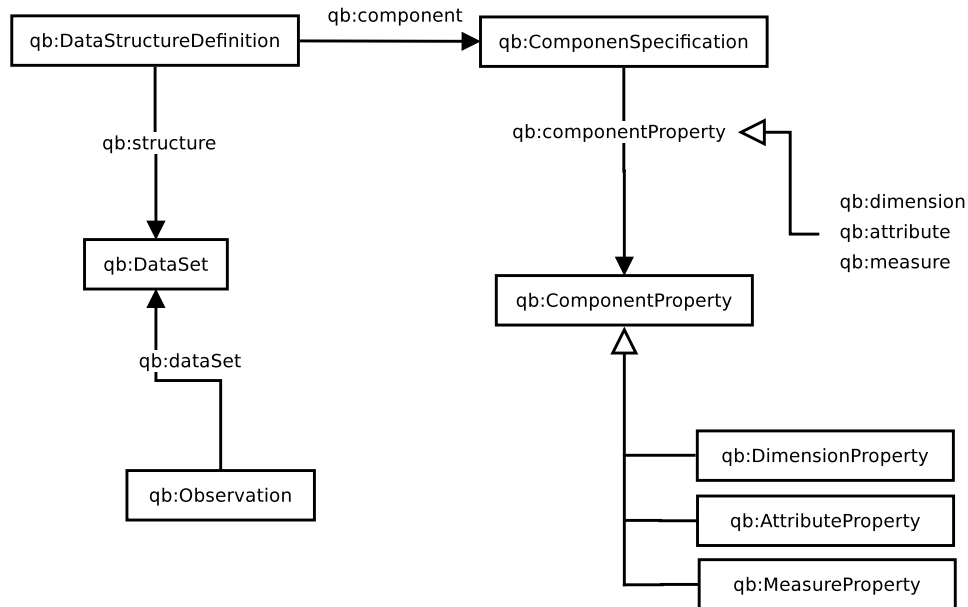 qb:component
qb:DataStructureDefinition
qb:ComponenSpecification
qb:structure
qb:componentProperty
qb:dimension
qb:attribute
qb:measure
qb:DataSet
qb:ComponentProperty
qb:dataSet
qb:DimensionProperty
qb:Observation
qb:AttributeProperty
qb:MeasureProperty